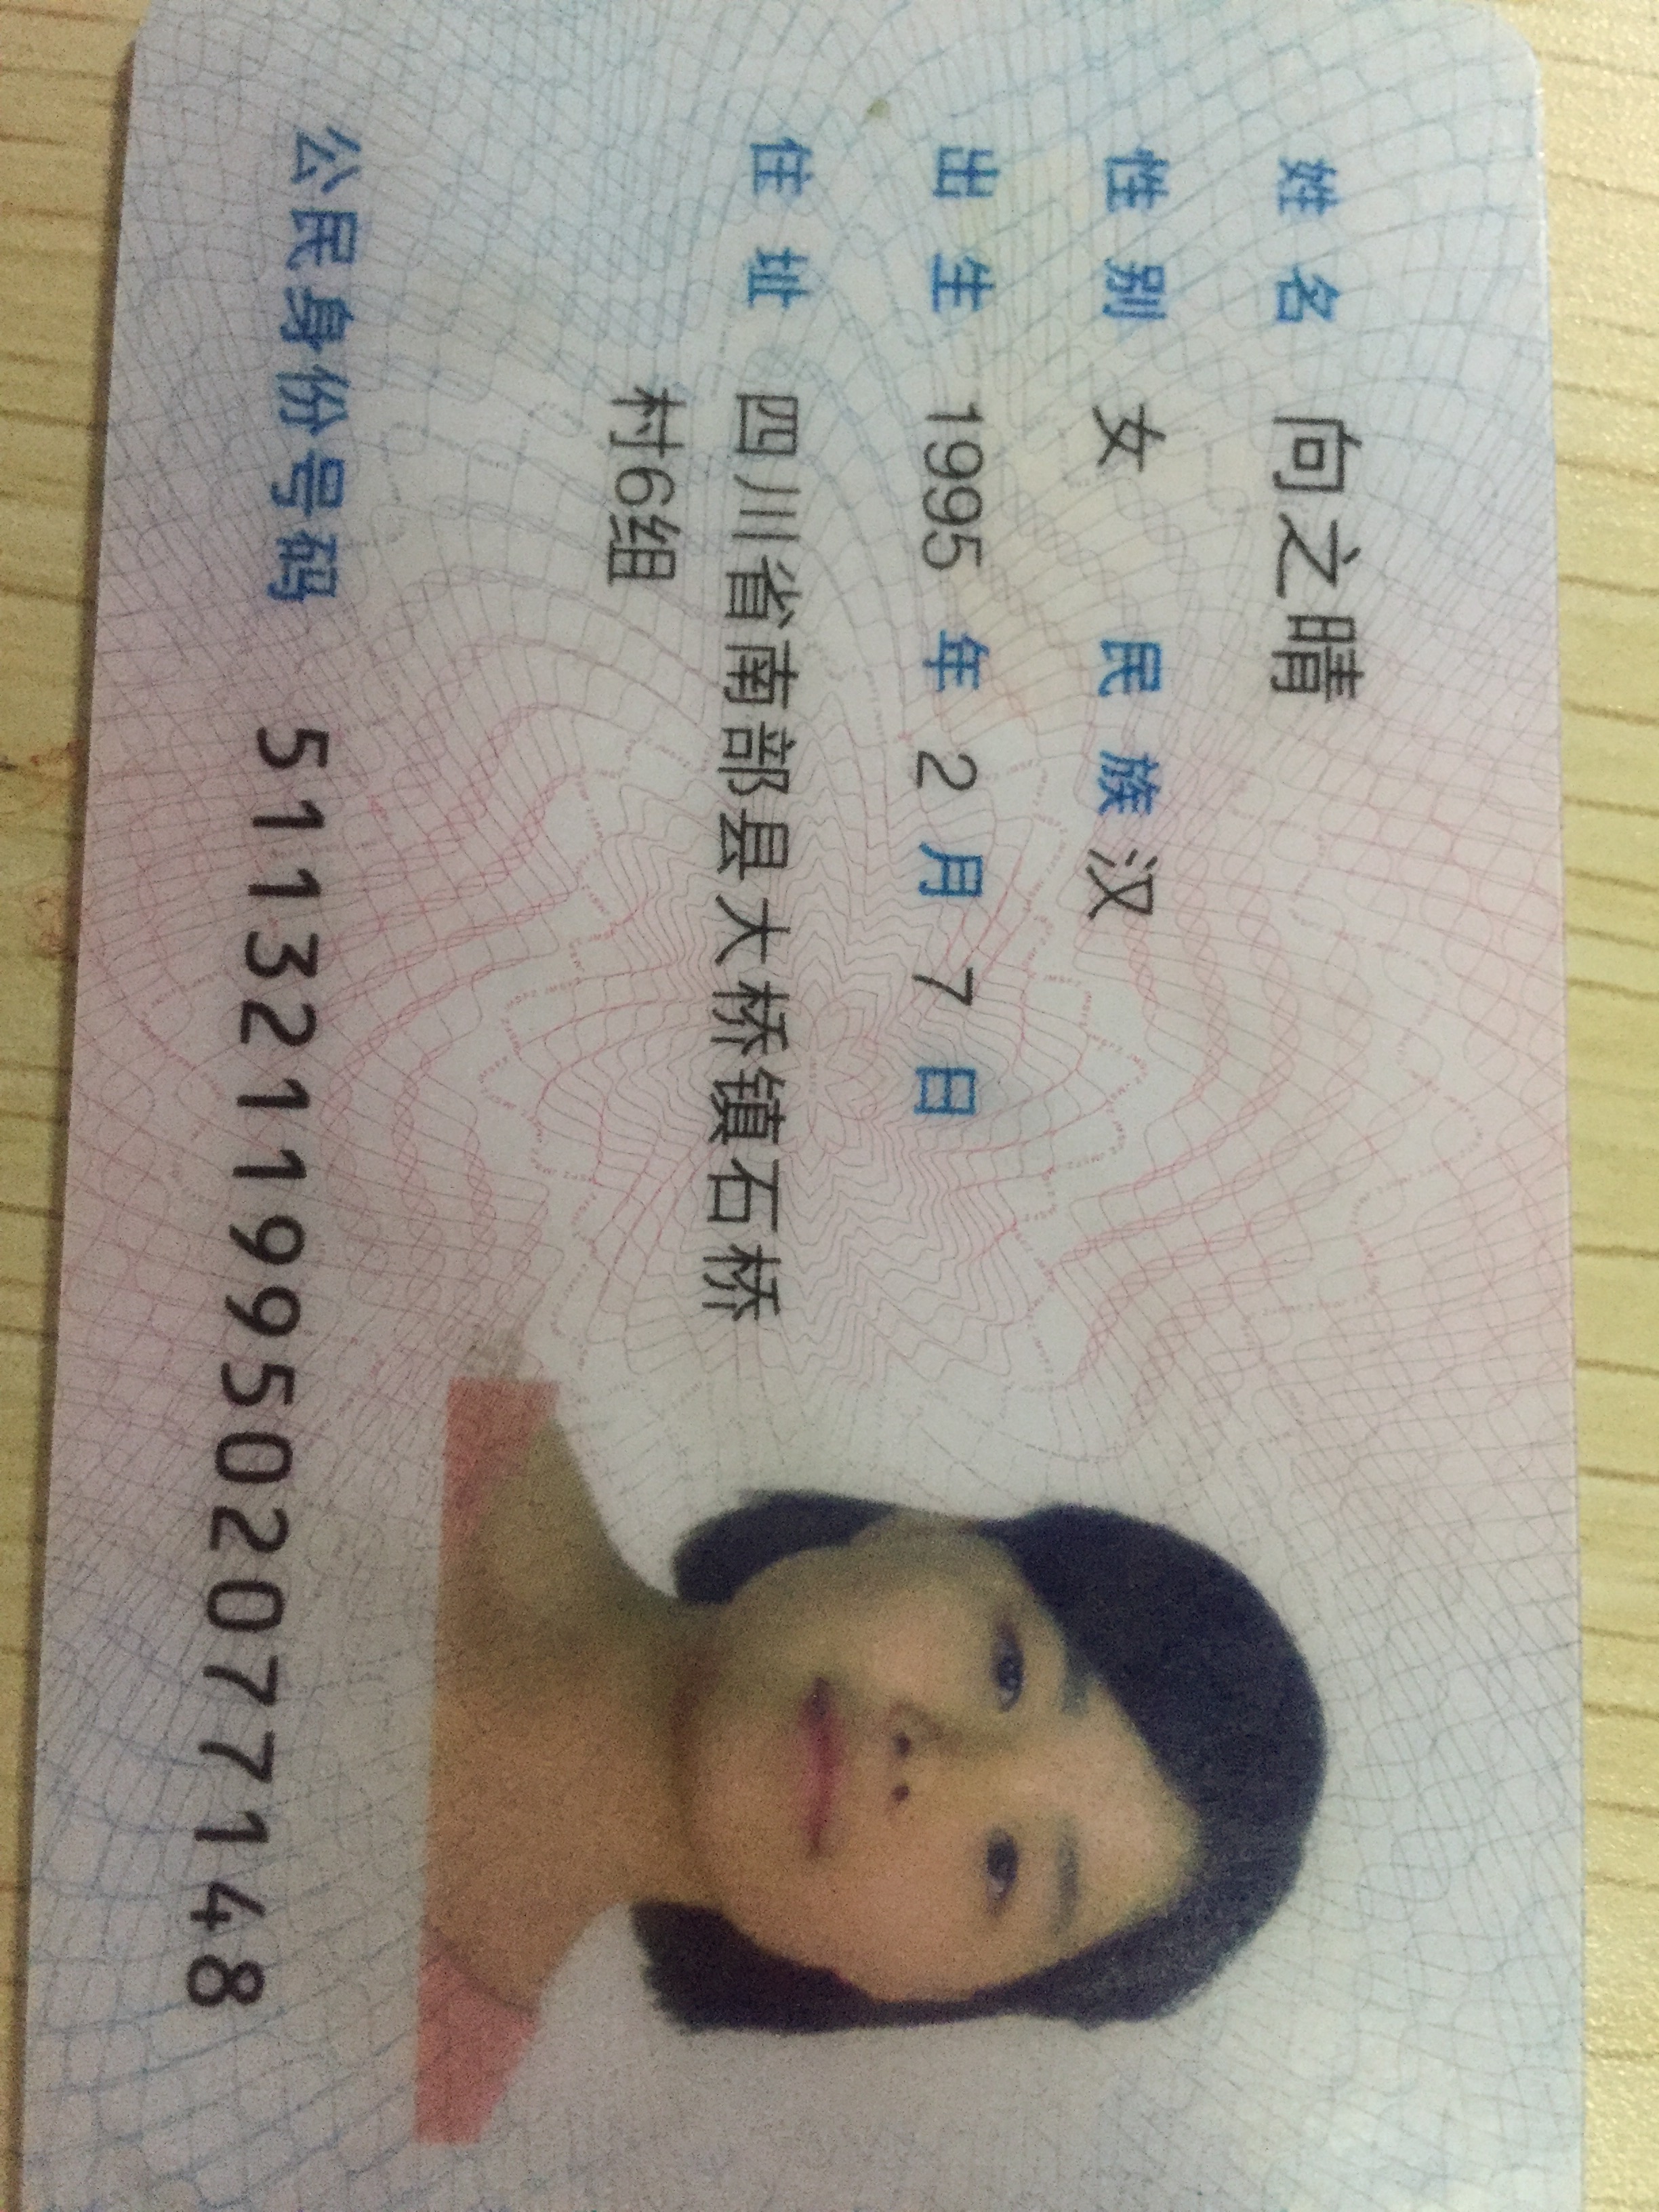 姓名 向之晴
性别 女 民族 汉
出生 1995 年 2 月 7 日
住址 四川省南部县大桥镇石桥
村6组
公民身份号码 511321199502077148